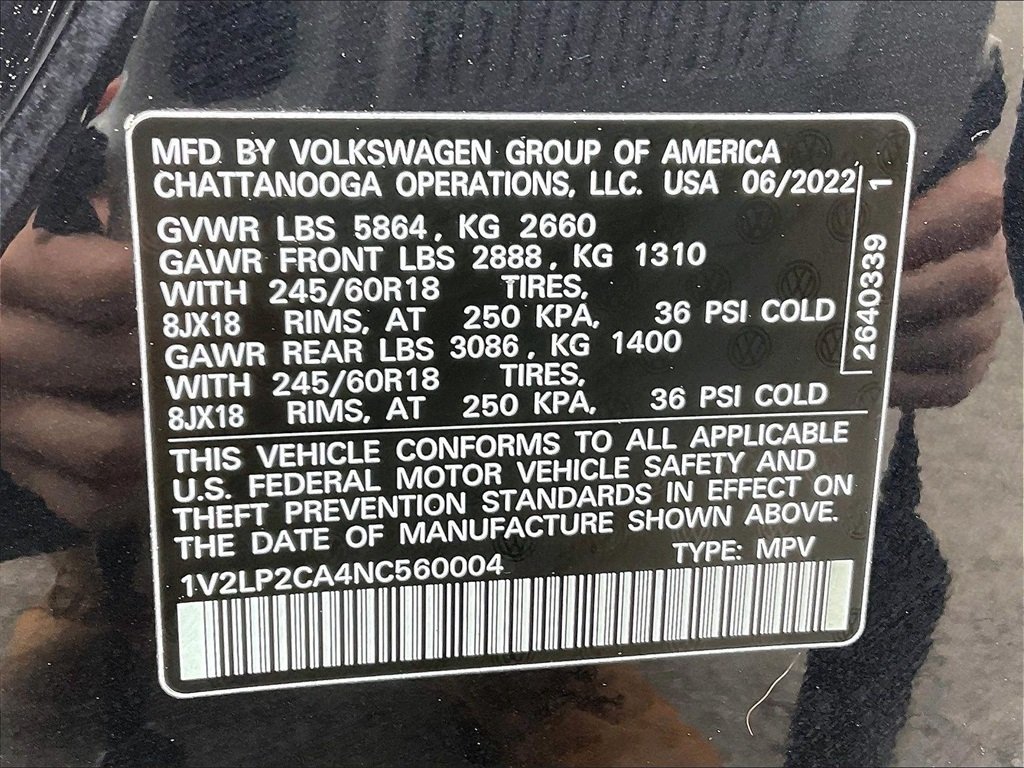 MFD BY VOLKSWAGEN GROUP OF AMERICA
CHATTANOOGA OPERATIONS, LLC. USA 06/2022
GVWR LBS 5864, KG 2660
GAWR FRONT LBS 2888, KG 1310
WITH 245/60R18 TIRES,
8JX18 RIMS, AT 250 KPA, 36 PSI COLD
GAWR REAR LBS 3086, KG 1400
WITH 245/60R18 TIRES,
8JX18 RIMS, AT 250 KPA, 36 PSI COLD
2640339 1
THIS VEHICLE CONFORMS TO ALL APPLICABLE
U.S. FEDERAL MOTOR VEHICLE SAFETY AND
THEFT PREVENTION STANDARDS IN EFFECT ON
THE DATE OF MANUFACTURE SHOWN ABOVE.
1V2LP2CA4NC560004 TYPE: MPV